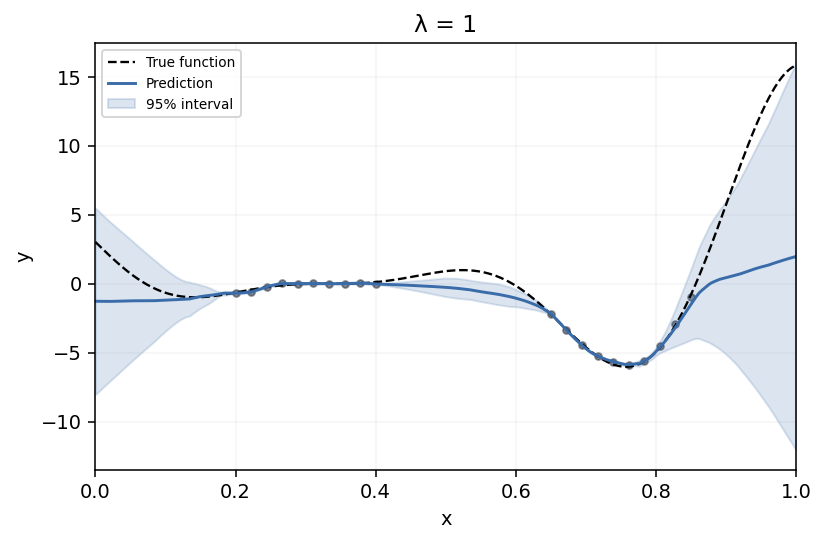 λ = 1
True function
Prediction
95% interval
15
10
5
0
−5
−10
y
0.0 0.2 0.4 0.6 0.8 1.0
x